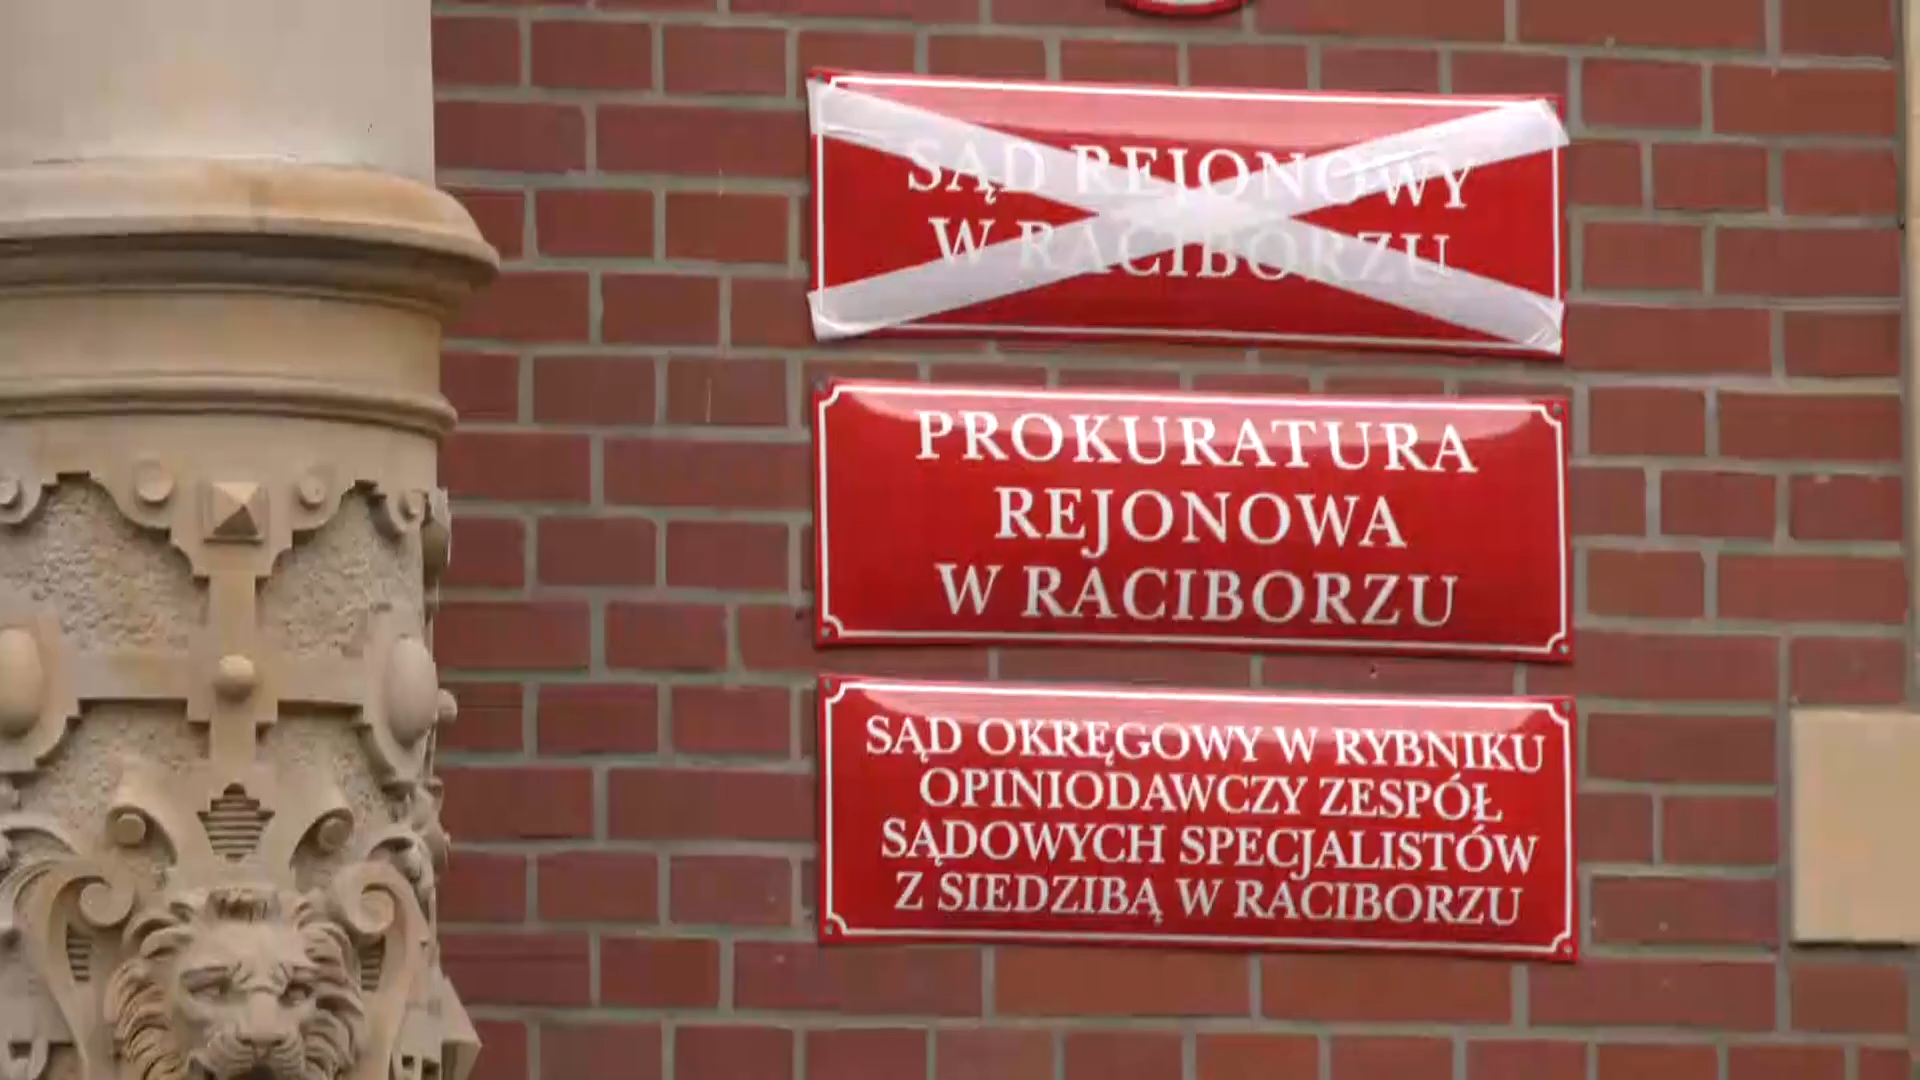 SĄD REJONOWY
W RACIBORZU
PROKURATURA
REJONOWA
W RACIBORZU
SĄD OKRĘGOWY W RYBNIKU
OPINIODAWCZY ZESPÓŁ
SĄDOWYCH SPECJALISTÓW
Z SIEDZIBĄ W RACIBORZU